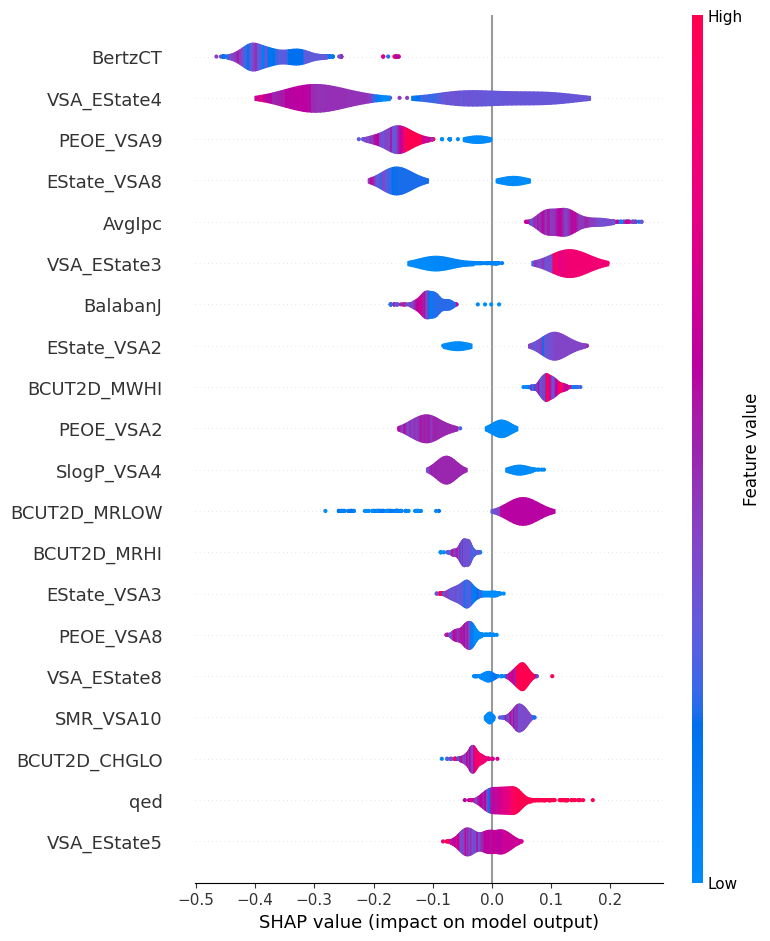 High
BertzCT
VSA_EState4
PEOE_VSA9
EState_VSA8
AvgIpc
VSA_EState3
BalabanJ
EState_VSA2
BCUT2D_MWHI
PEOE_VSA2
SlogP_VSA4
BCUT2D_MRLOW
BCUT2D_MRHI
EState_VSA3
PEOE_VSA8
VSA_EState8
SMR_VSA10
BCUT2D_CHGLO
qed
VSA_EState5
Feature value
Low
−0.5 −0.4 −0.3 −0.2 −0.1 0.0 0.1 0.2
SHAP value (impact on model output)